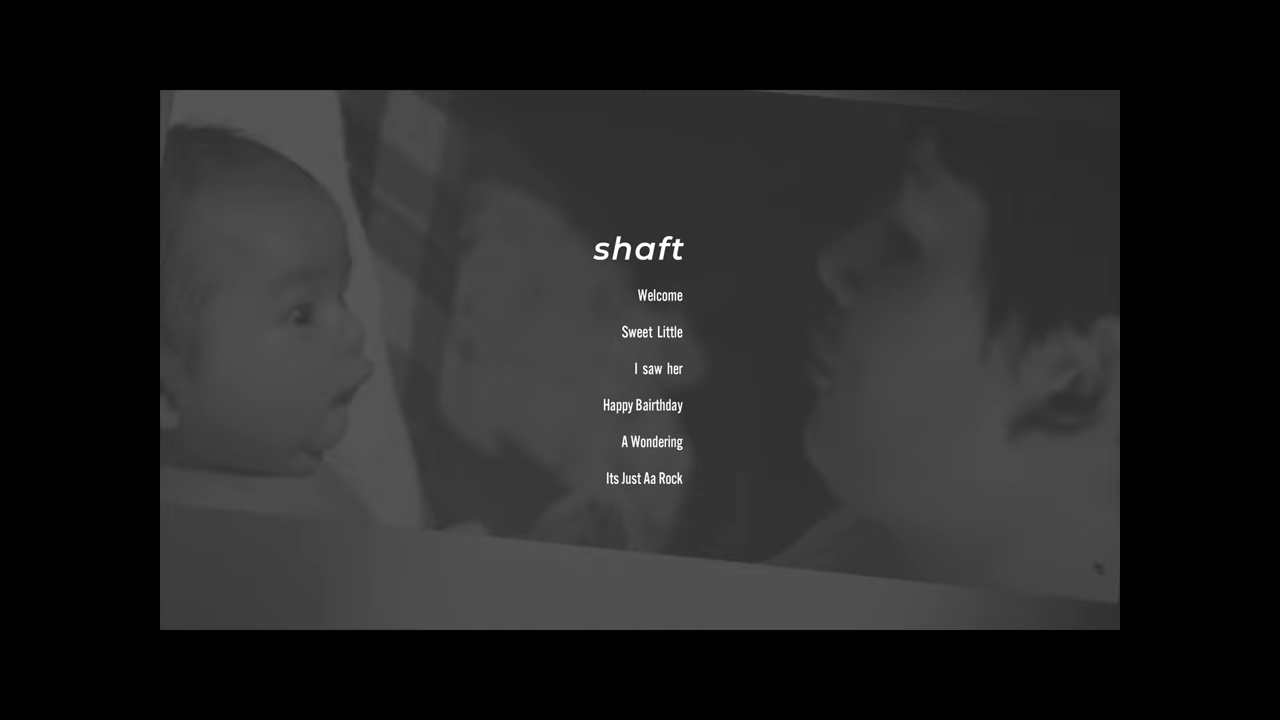 shaft
Welcome
Sweet Little
I saw her
Happy Bairthday
A Wondering
Its Just Aa Rock